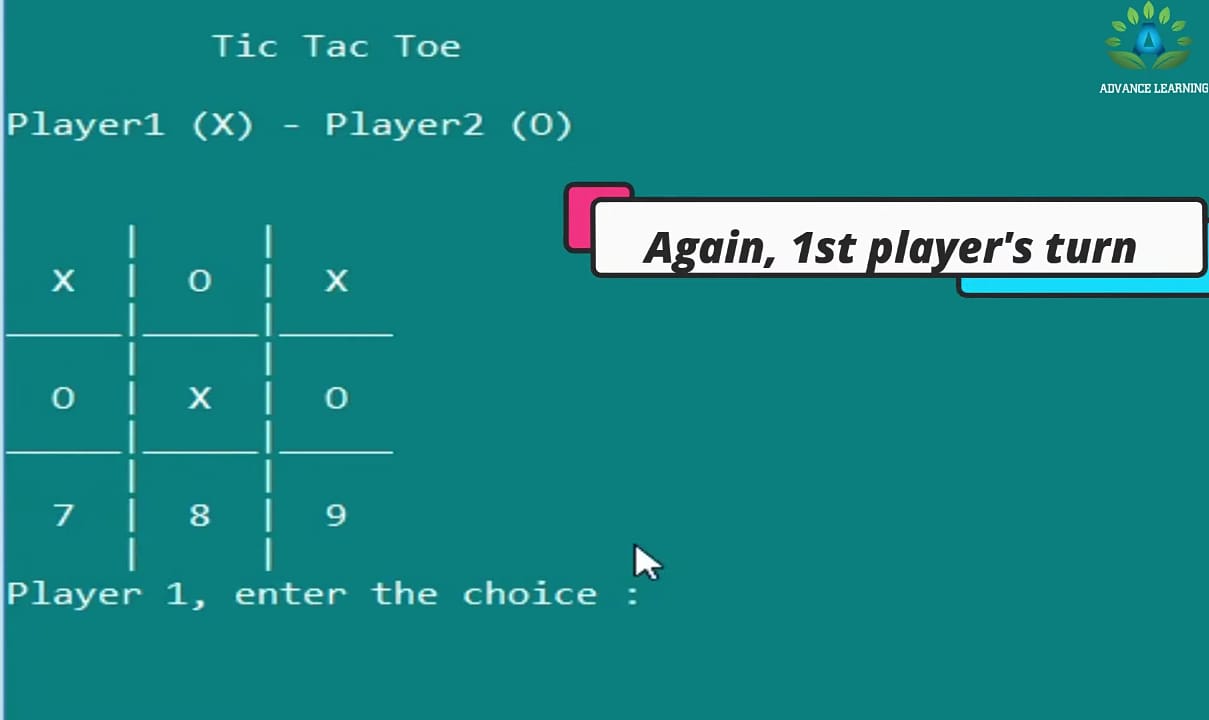 Tic Tac Toe
ADVANCE LEARNING
Player1 (X) - Player2 (O)
Again, 1st player's turn
X | O | X
O | X | O
7 | 8 | 9
Player 1, enter the choice :